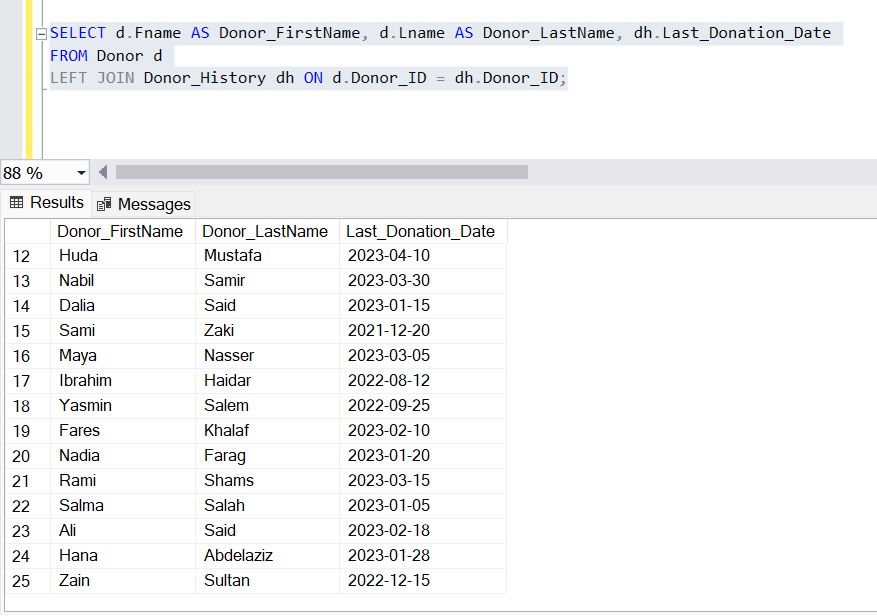 SELECT d.Fname AS Donor_FirstName, d.Lname AS Donor_LastName, dh.Last_Donation_Date
FROM Donor d
LEFT JOIN Donor_History dh ON d.Donor_ID = dh.Donor_ID;
88 %
Results Messages
Donor_FirstName Donor_LastName Last_Donation_Date
12 Huda Mustafa 2023-04-10
13 Nabil Samir 2023-03-30
14 Dalia Said 2023-01-15
15 Sami Zaki 2021-12-20
16 Maya Nasser 2023-03-05
17 Ibrahim Haidar 2022-08-12
18 Yasmin Salem 2022-09-25
19 Fares Khalaf 2023-02-10
20 Nadia Farag 2023-01-20
21 Rami Shams 2023-03-15
22 Salma Salah 2023-01-05
23 Ali Said 2023-02-18
24 Hana Abdelaziz 2023-01-28
25 Zain Sultan 2022-12-15